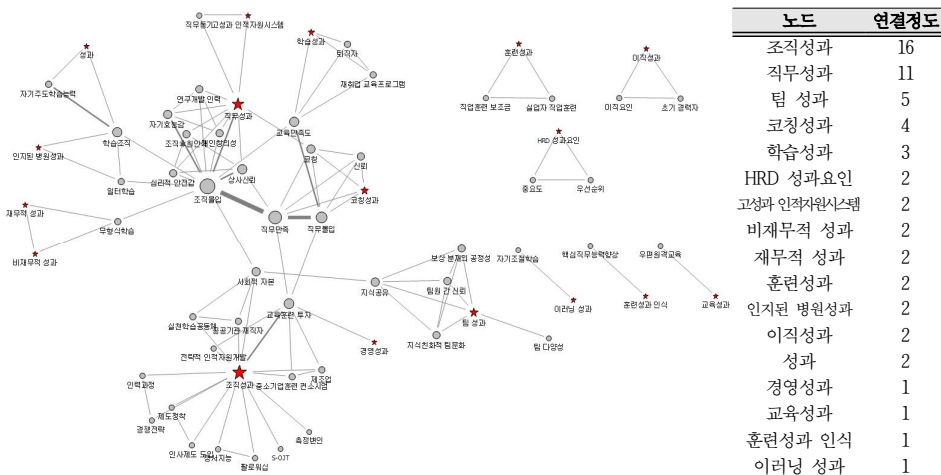 직무동기
고성과 인적자원시스템
성과
학습성과
퇴직자
재취업 교육프로그램
자기주도학습능력
연구개발 인력
직무성과
자기효능감
교육만족도
학습조직
인지된 병원성과
코칭
신뢰
일터학습
심리적 안전감
상사신뢰
조직몰입
코칭성과
재무적 성과
무형식학습
직무만족
직무몰입
비재무적 성과
훈련성과
직업훈련 보조금
실업자 직업훈련
이직성과
이직요인
초기 경력자
HRD 성과요인
중요도
우선순위
사회적 자본
지식공유
보상 분배의 공정성
자기조절학습
핵심직무능력향상
우편원격교육
팀원 간 신뢰
이러닝 성과
훈련성과 인식
교육성과
교육훈련 투자
실천학습공동체
공공기관 재직자
팀 성과
지식친화적 팀문화
팀 다양성
경영성과
전략적 인적자원개발
조직성과
중소기업훈련 컨소시엄
제조업
인력과정
제도정착
경쟁전략
인사제도 도입
정서지능
팔로워십
S-OJT
측정변인
노드 연결정도
조직성과 16
직무성과 11
팀 성과 5
코칭성과 4
학습성과 3
HRD 성과요인 2
고성과 인적자원시스템 2
비재무적 성과 2
재무적 성과 2
훈련성과 2
인지된 병원성과 2
이직성과 2
성과 2
경영성과 1
교육성과 1
훈련성과 인식 1
이러닝 성과 1